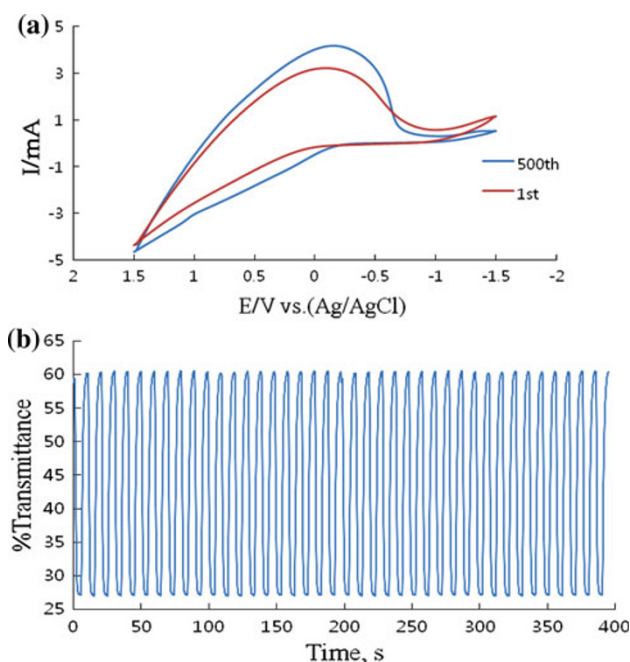 (a)
5
3
1
-1
-3
-5
I/mA
500th
1st
2 1.5 1 0.5 0 -0.5 -1 -1.5 -2
E/V vs.(Ag/AgCl)
(b)
65
60
55
50
45
40
35
30
25
%Transmittance
0 50 100 150 200 250 300 350 400
Time, s